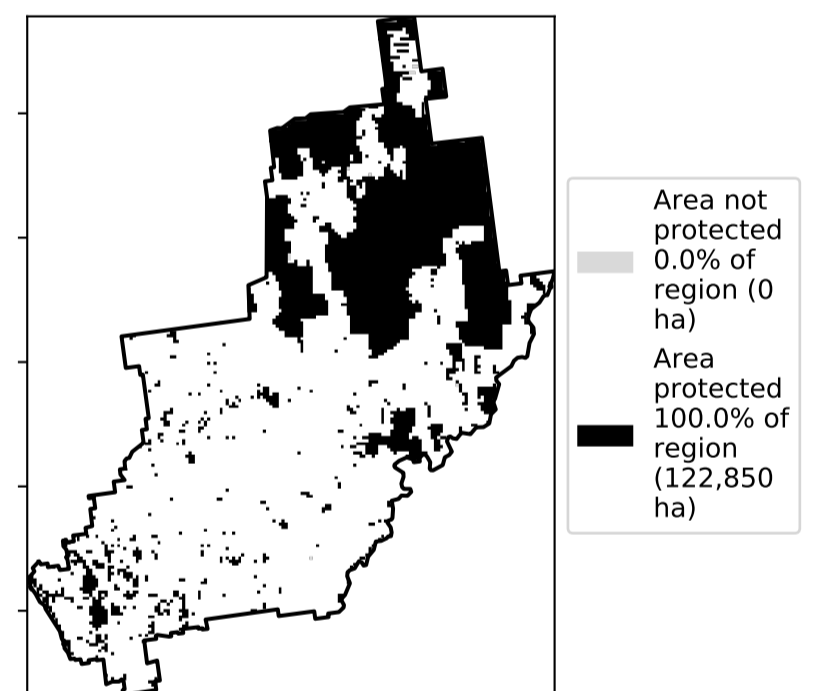 Area not
protected
0.0% of
region (0
ha)
Area
protected
100.0% of
region
(122,850
ha)